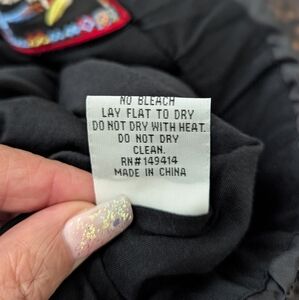 NO BLEACH
LAY FLAT TO DRY
DO NOT DRY WITH HEAT.
DO NOT DRY
CLEAN.
RN#149414
MADE IN CHINA